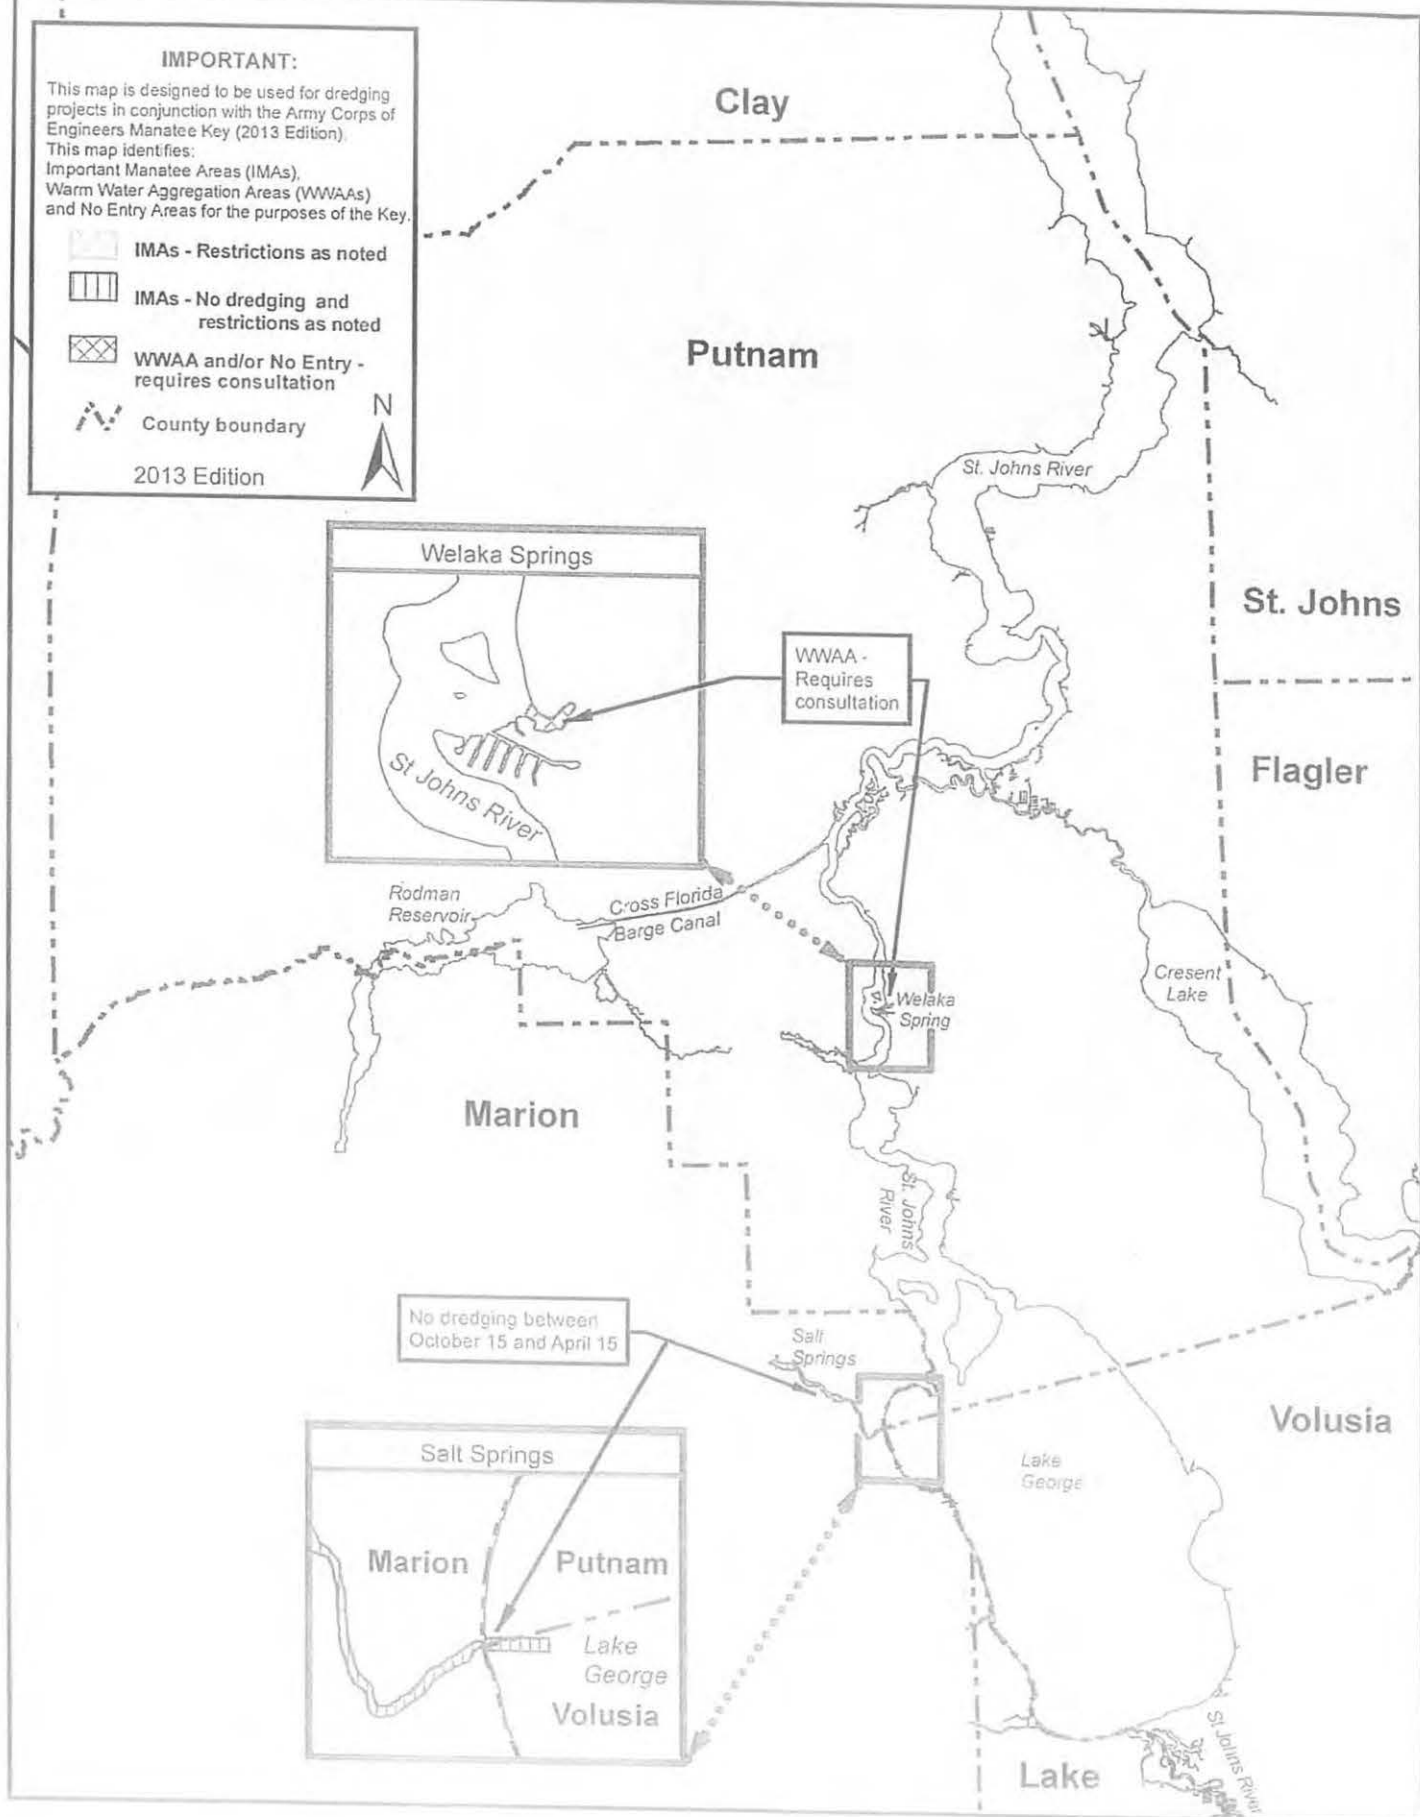 IMPORTANT:
This map is designed to be used for dredging
projects in conjunction with the Army Corps of
Engineers Manatee Key (2013 Edition).
This map identifies:
Important Manatee Areas (IMAs),
Warm Water Aggregation Areas (WWAAs)
and No Entry Areas for the purposes of the Key.
IMAs - Restrictions as noted
IMAs - No dredging and
restrictions as noted
WWAA and/or No Entry -
requires consultation
County boundary
N
2013 Edition
Clay
Putnam
St. Johns River
St. Johns
Flagler
Welaka Springs
St Johns River
WWAA -
Requires
consultation
Rodman
Reservoir
Cross Florida
Barge Canal
Cresent
Lake
Welaka
Spring
Marion
St. Johns
River
No dredging between
October 15 and April 15
Salt
Springs
Volusia
Lake
George
Salt Springs
Marion
Putnam
Lake
George
Volusia
St Johns River
Lake